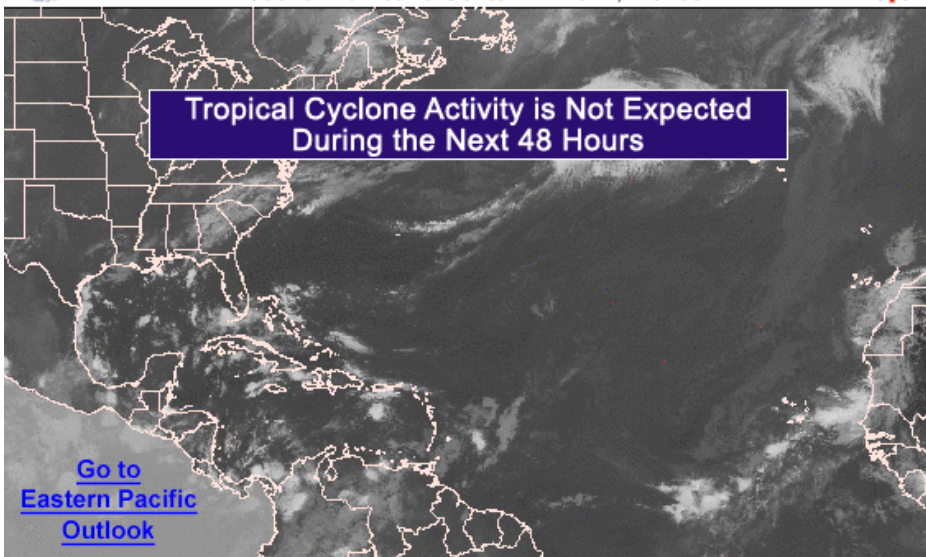 Tropical Cyclone Activity is Not Expected
During the Next 48 Hours
Go to
Eastern Pacific
Outlook